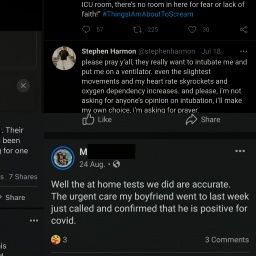 ICU room, there's no room in here for fear or lack of
faith!" #ThingsIAmAboutToScream
57
225
37
Stephen Harmon @stephenharmon · Jul 18
please pray y'all, they really want to intubate me and
put me on a ventilator. even the slightest
movements and my heart rate skyrockets and
oxygen dependency increases. and please, i'm not
asking for anyone's opinion on intubation, i'll make
my own choice, i'm asking for prayer.
Like
Share
. Their
been
for one
7 Shares
Share
M
24 Aug. ·
Well the at home tests we did are accurate.
The urgent care my boyfriend went to last week
just called and confirmed that he is positive for
covid.
3
3 Comments
is